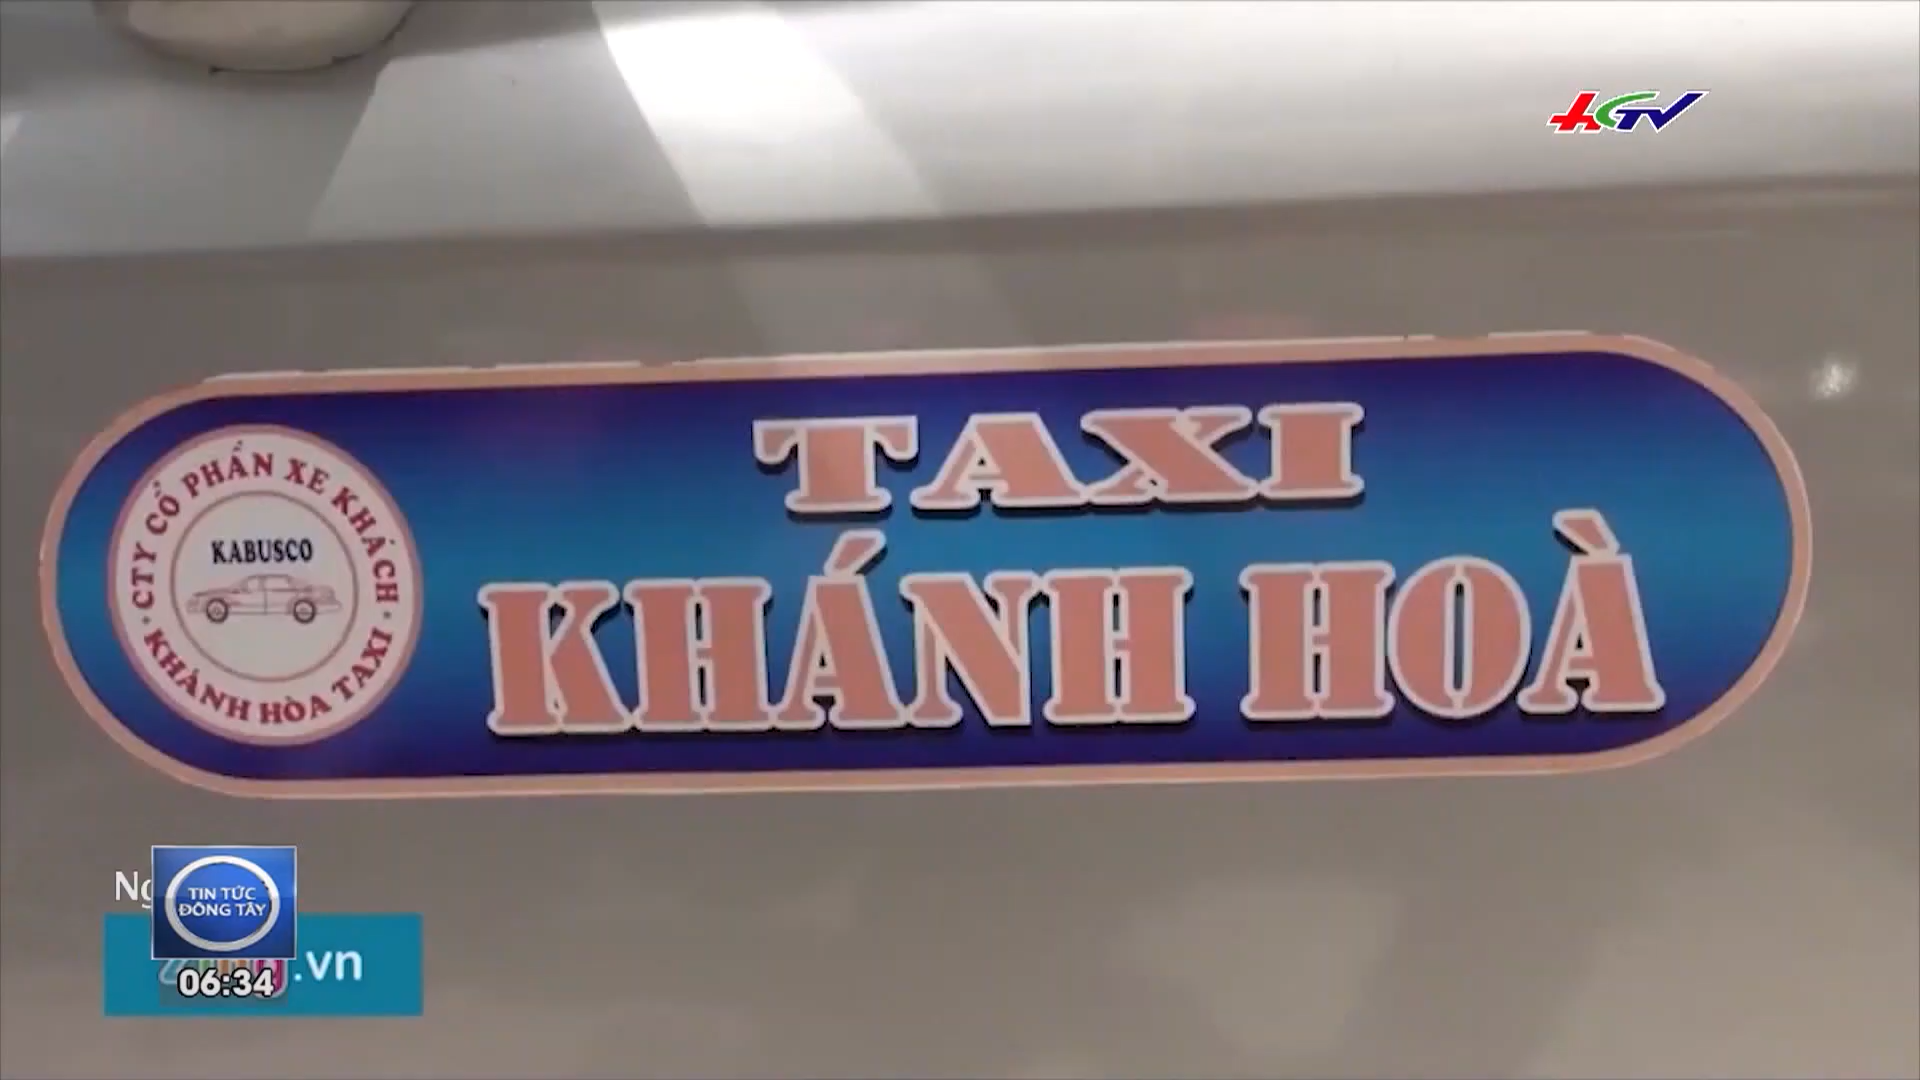 HGTV
TAXI
KHÁNH HOÀ
CTY CỔ PHẦN XE KHÁCH
KABUSCO
KHÁNH HÒA TAXI
TIN TỨC
ĐÔNG TÂY
.vn
06:34